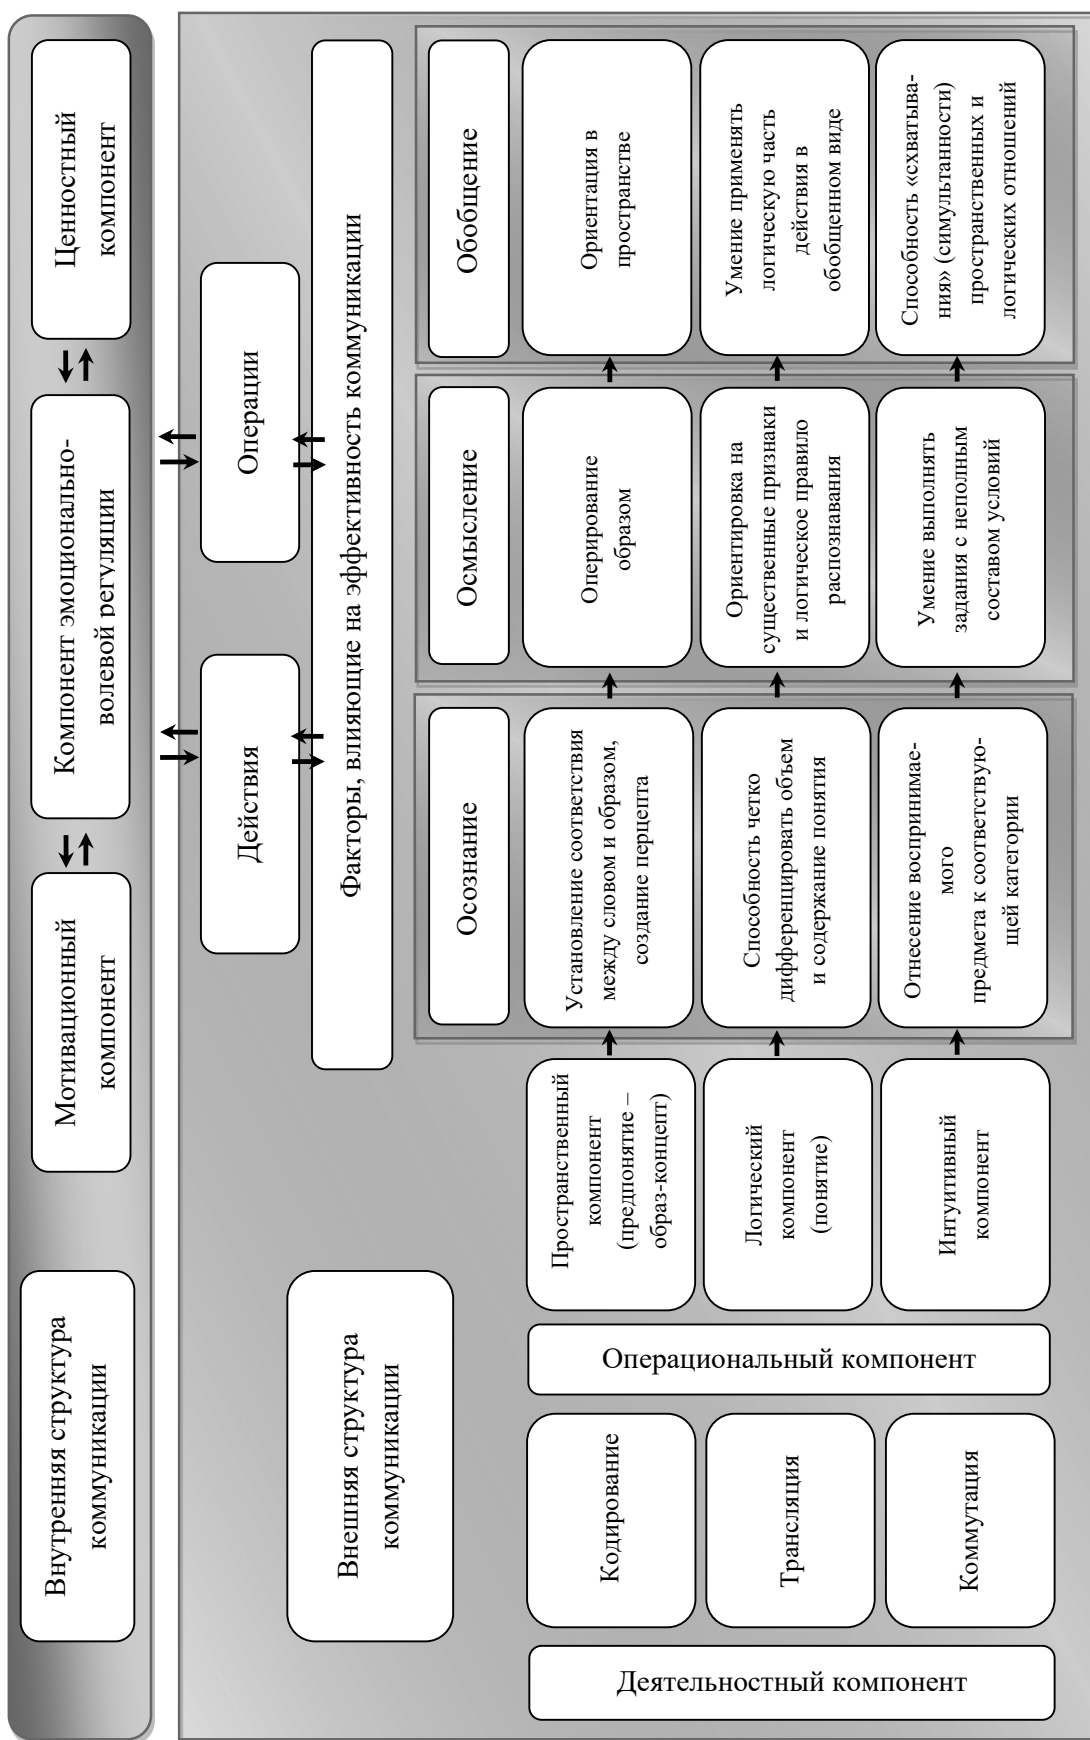 Внутренняя структура
коммуникации
Мотивационный
компонент
Компонент эмоционально-
волевой регуляции
Ценностный
компонент
Внешняя структура
коммуникации
Действия
Операции
Факторы, влияющие на эффективность коммуникации
Осознание
Осмысление
Обобщение
Деятельностный компонент
Кодирование
Трансляция
Коммутация
Операциональный компонент
Пространственный
компонент
(предпонятие –
образ-концепт)
Установление соответствия
между словом и образом,
создание перцепта
Оперирование
образом
Ориентация в
пространстве
Логический
компонент
(понятие)
Способность четко
дифференцировать объем
и содержание понятия
Ориентировка на
существенные признаки
и логическое правило
распознавания
Умение применять
логическую часть
действия в
обобщенном виде
Интуитивный
компонент
Отнесение воспринимае-
мого
предмета к соответствую-
щей категории
Умение выполнять
задания с неполным
составом условий
Способность «схватыва-
ния» (симультанности)
пространственных и
логических отношений